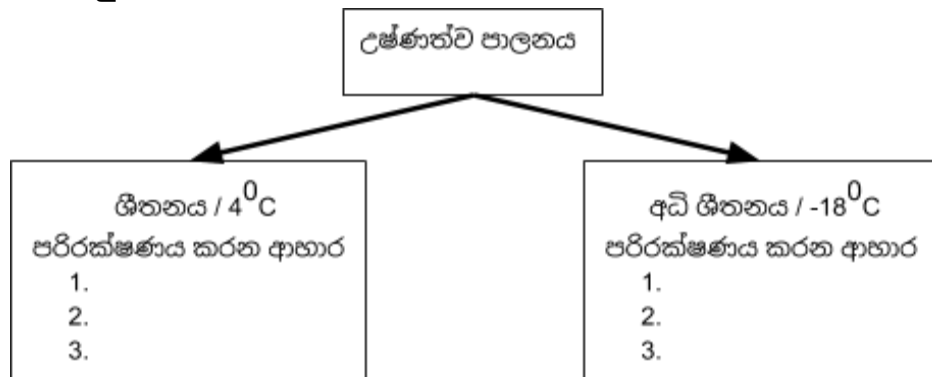 උෂ්ණත්ව පාලනය
ශීතනය / 4⁰C
පරිරක්ෂණය කරන ආහාර
1.
2.
3.
අධි ශීතනය / -18⁰C
පරිරක්ෂණය කරන ආහාර
1.
2.
3.